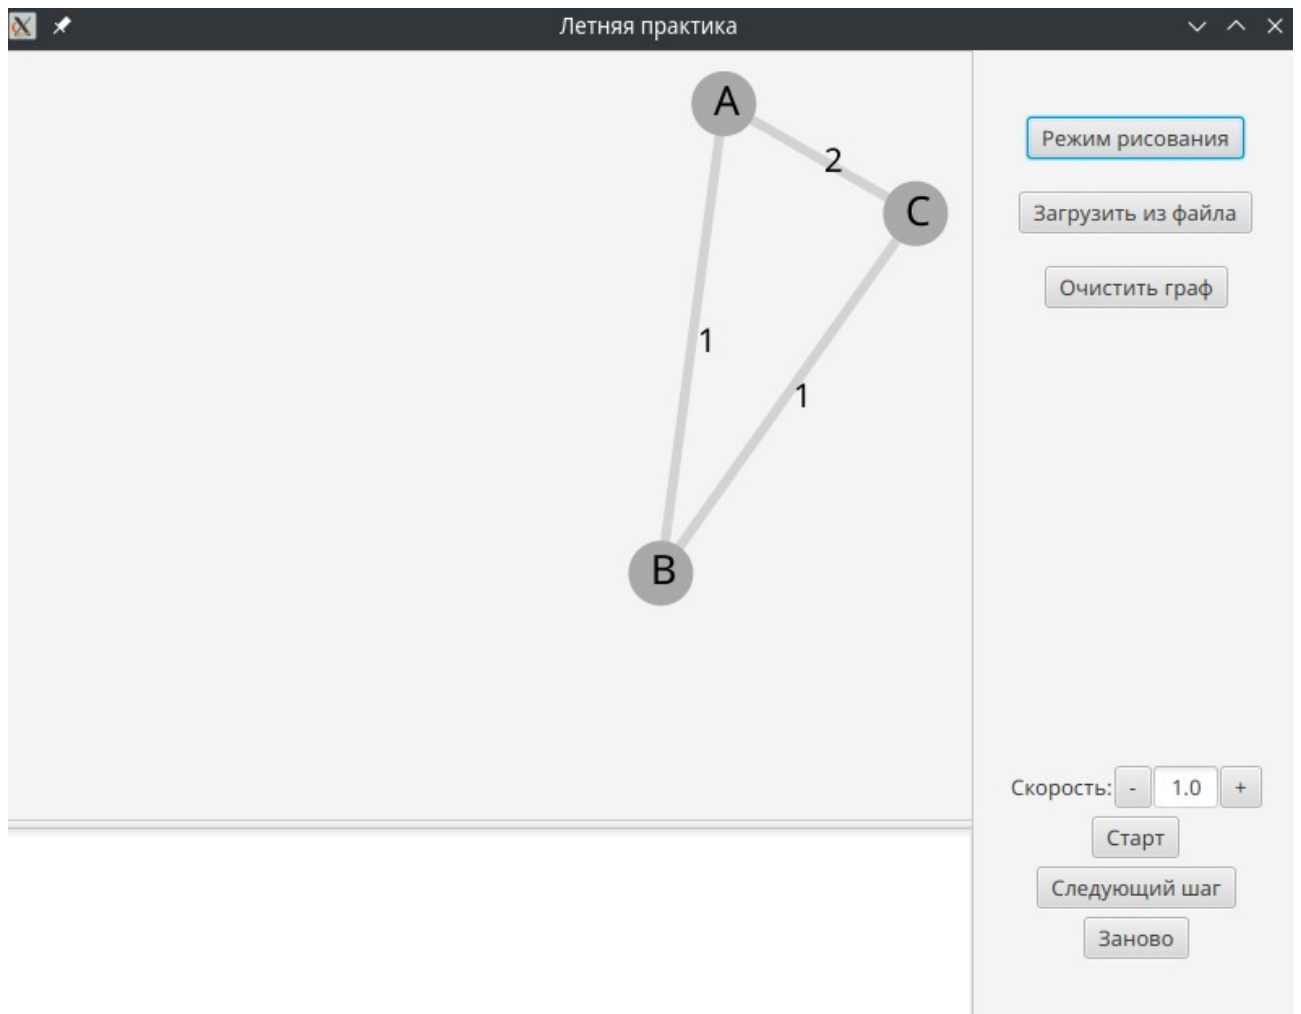 Летняя практика
A
2
C
1
1
B
Режим рисования
Загрузить из файла
Очистить граф
Скорость: - 1.0 +
Старт
Следующий шаг
Заново